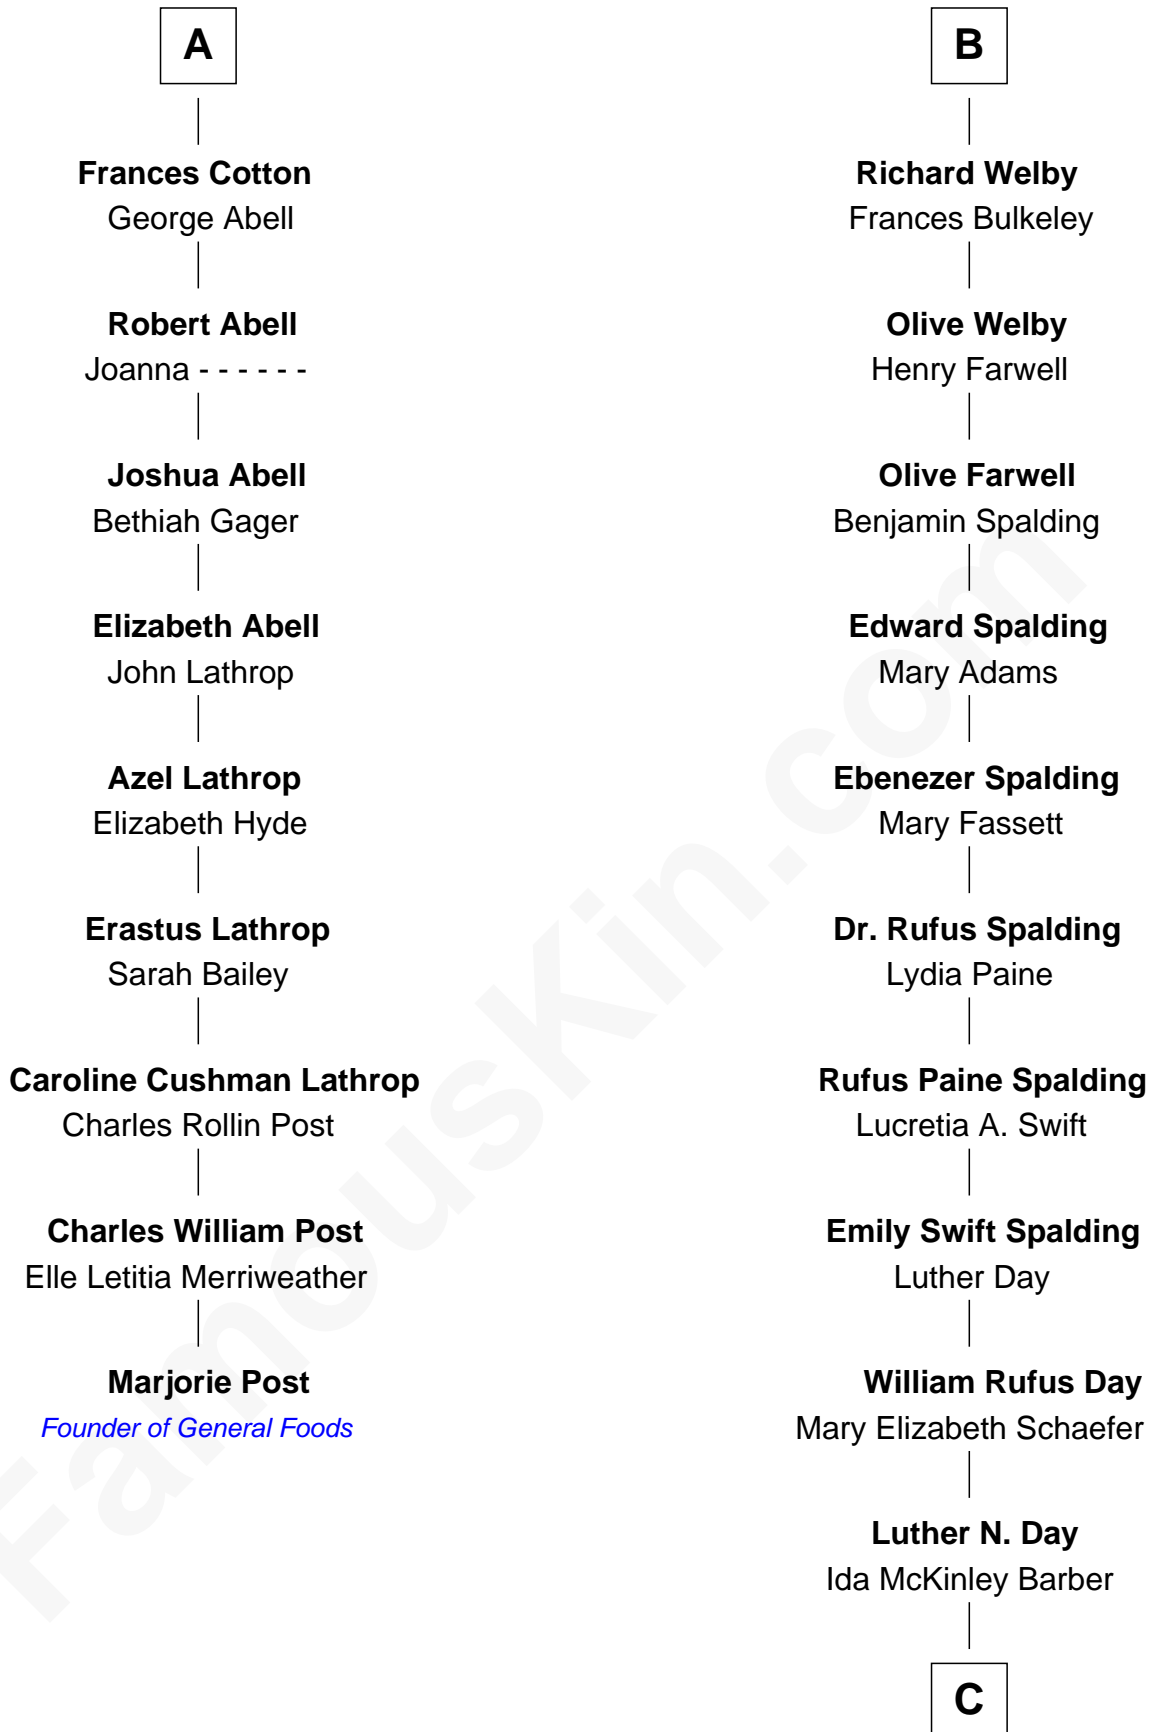 A
Frances Cotton
George Abell
Robert Abell
Joanna - - - - - -
Joshua Abell
Bethiah Gager
Elizabeth Abell
John Lathrop
Azel Lathrop
Elizabeth Hyde
Erastus Lathrop
Sarah Bailey
Caroline Cushman Lathrop
Charles Rollin Post
Charles William Post
Elle Letitia Merriweather
Marjorie Post
Founder of General Foods
B
Richard Welby
Frances Bulkeley
Olive Welby
Henry Farwell
Olive Farwell
Benjamin Spalding
Edward Spalding
Mary Adams
Ebenezer Spalding
Mary Fassett
Dr. Rufus Spalding
Lydia Paine
Rufus Paine Spalding
Lucretia A. Swift
Emily Swift Spalding
Luther Day
William Rufus Day
Mary Elizabeth Schaefer
Luther N. Day
Ida McKinley Barber
C
FamousKin.com